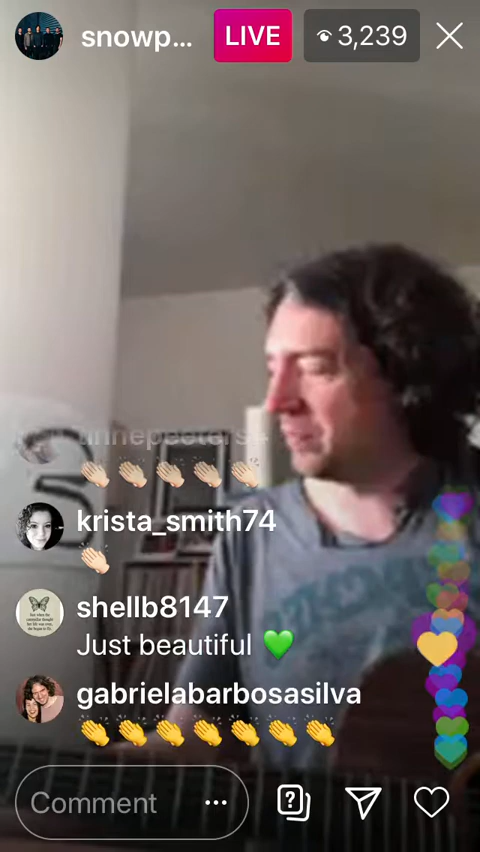 snowp...
LIVE
3,239
krista_smith74
shellb8147
Just beautiful 💚
gabrielabarbosasilva
Comment